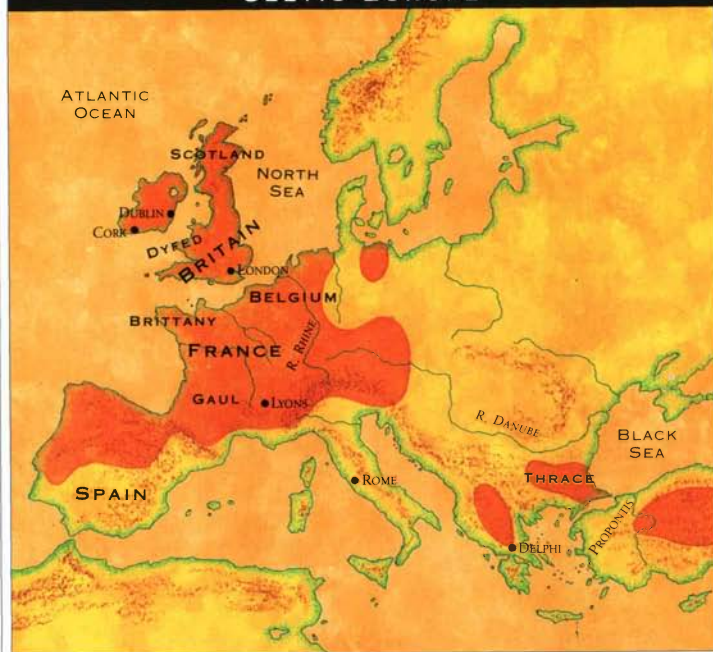 ATLANTIC
OCEAN
SCOTLAND
NORTH
SEA
DUBLIN
CORK
DYFED
BRITAIN
LONDON
BELGIUM
BRITTANY
R. RHINE
FRANCE
GAUL
LYONS
R. DANUBE
BLACK
SEA
SPAIN
ROME
THRACE
PROPONTIS
DELPHI